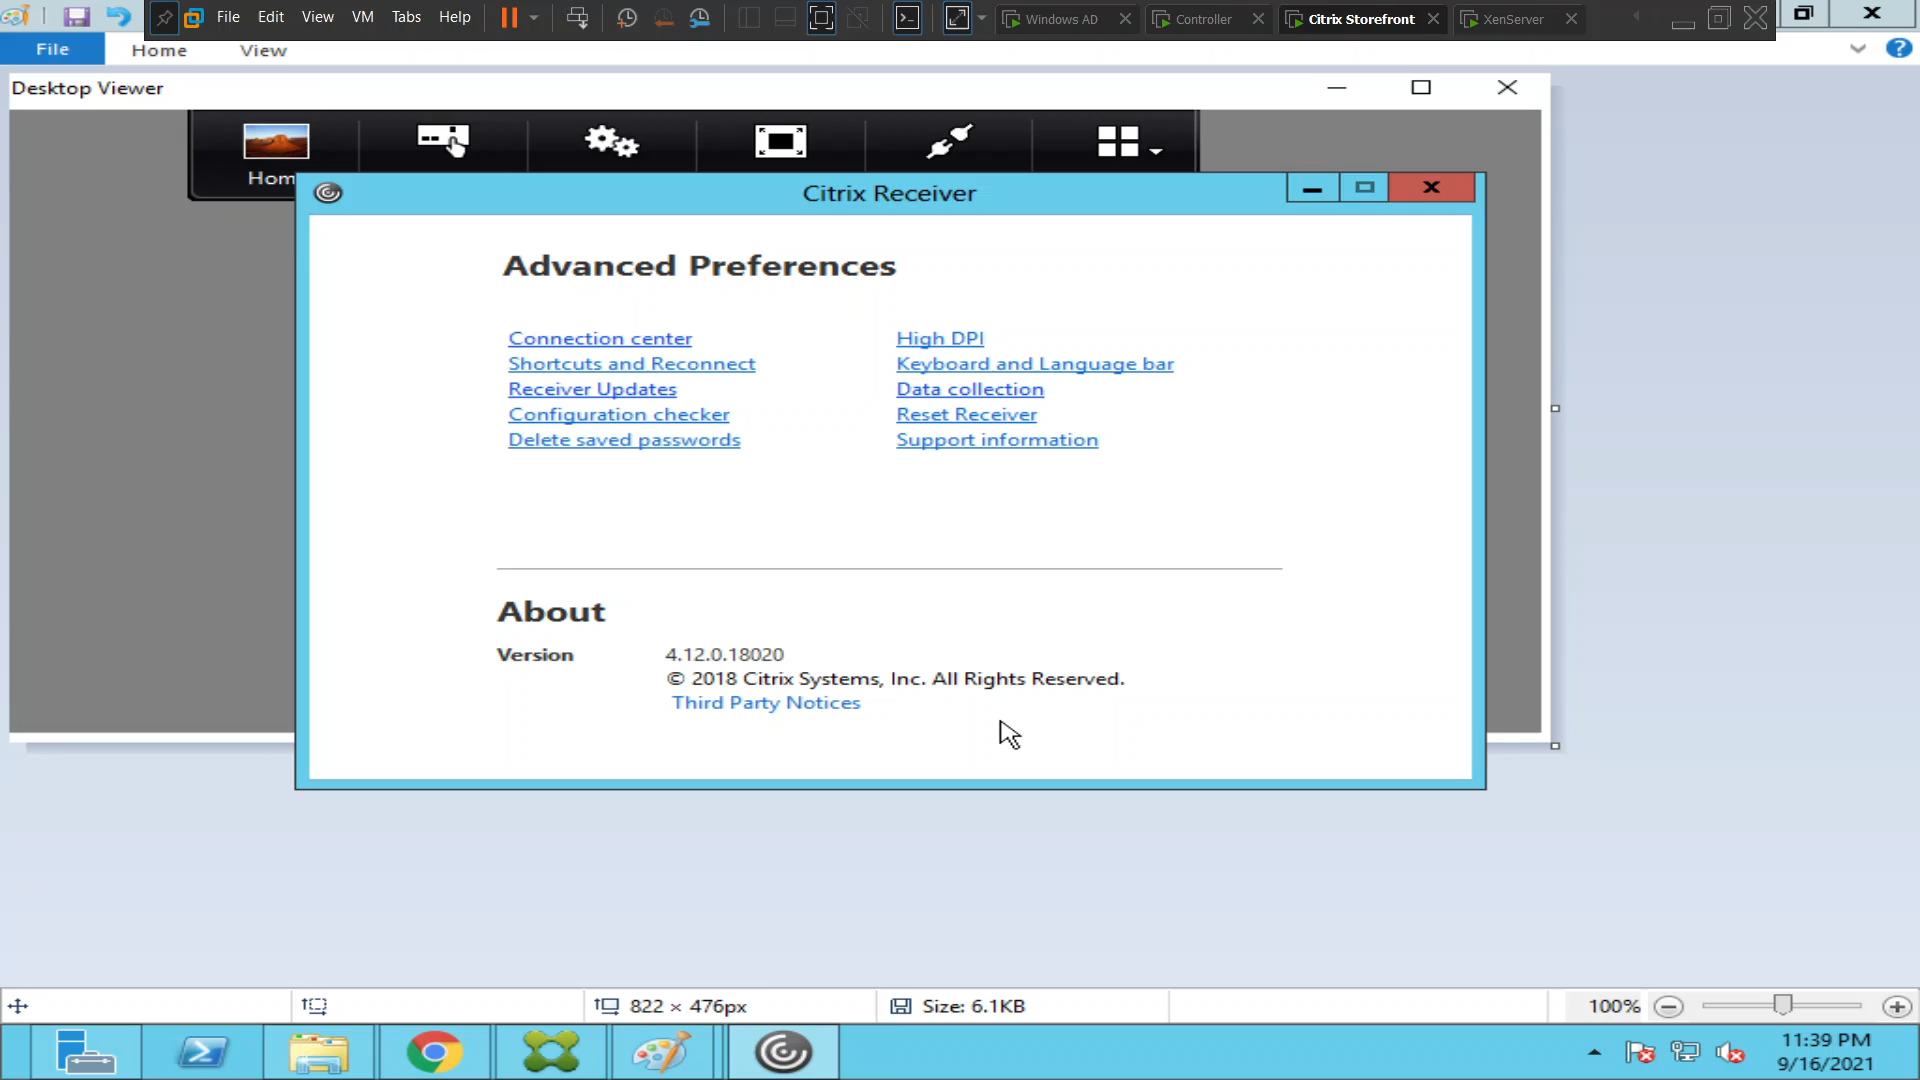 File Edit View VM Tabs Help Windows AD Controller Citrix Storefront XenServer
File Home View
Desktop Viewer
Hom
Citrix Receiver
Advanced Preferences
Connection center High DPI
Shortcuts and Reconnect Keyboard and Language bar
Receiver Updates Data collection
Configuration checker Reset Receiver
Delete saved passwords Support information
About
Version 4.12.0.18020
© 2018 Citrix Systems, Inc. All Rights Reserved.
Third Party Notices
822 × 476px Size: 6.1KB 100%
11:39 PM
9/16/2021